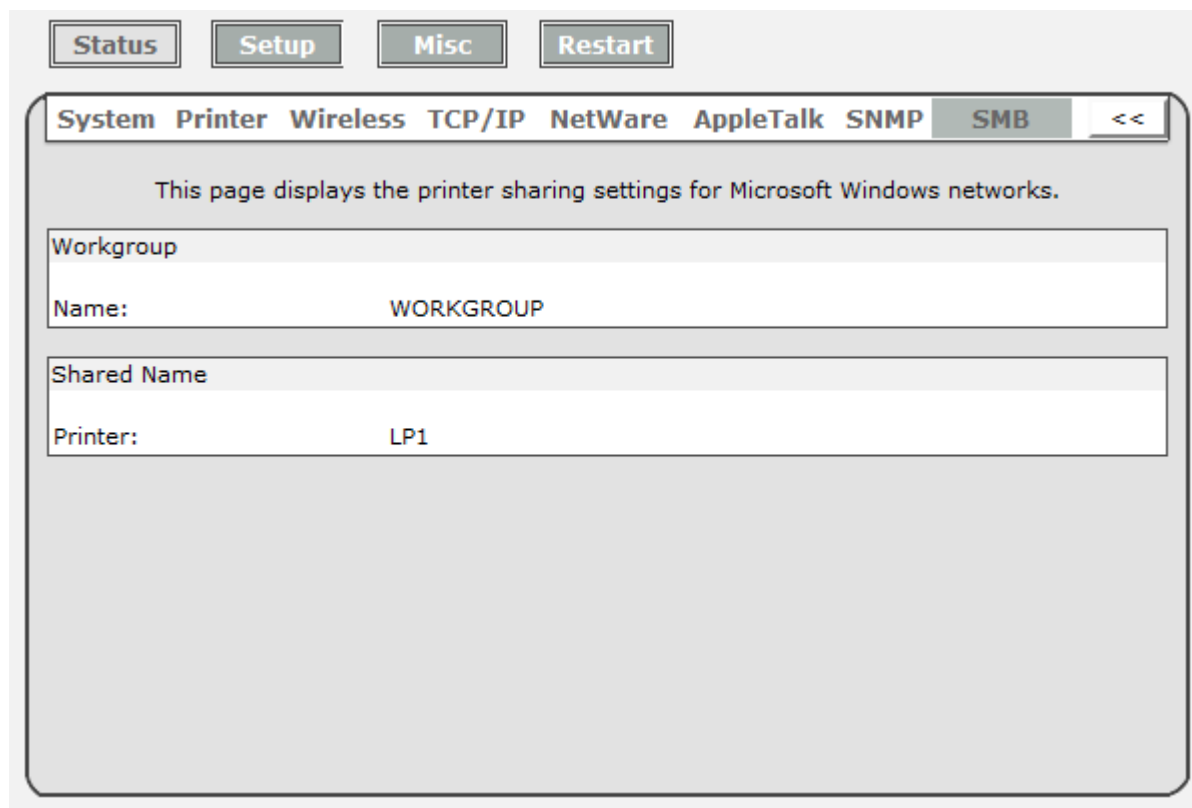 Status Setup Misc Restart
System Printer Wireless TCP/IP NetWare AppleTalk SNMP SMB <<
This page displays the printer sharing settings for Microsoft Windows networks.
Workgroup
Name: WORKGROUP
Shared Name
Printer: LP1